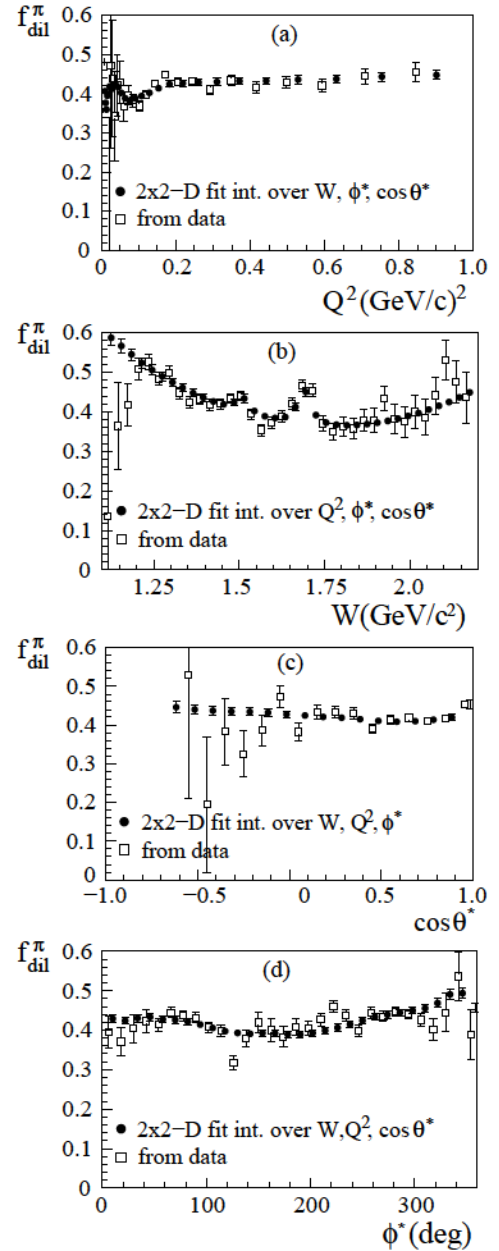 f_dil^π
0.6
(a)
0.5
0.4
0.3
0.2
● 2x2−D fit int. over W, ϕ*, cosθ*
0.1
□ from data
0
0 0.2 0.4 0.6 0.8 1.0
Q² (GeV/c)²
f_dil^π
0.6
(b)
0.5
0.4
0.3
0.2
● 2x2−D fit int. over Q², ϕ*, cosθ*
0.1
□ from data
0
1.25 1.5 1.75 2.0
W(GeV/c²)
f_dil^π
0.6
(c)
0.5
0.4
0.3
0.2
● 2x2−D fit int. over W, Q², ϕ*
0.1
□ from data
0
−1.0 −0.5 0 0.5 1.0
cosθ*
f_dil^π
0.6
(d)
0.5
0.4
0.3
0.2
● 2x2−D fit int. over W,Q², cosθ*
0.1
□ from data
0
0 100 200 300
ϕ* (deg)